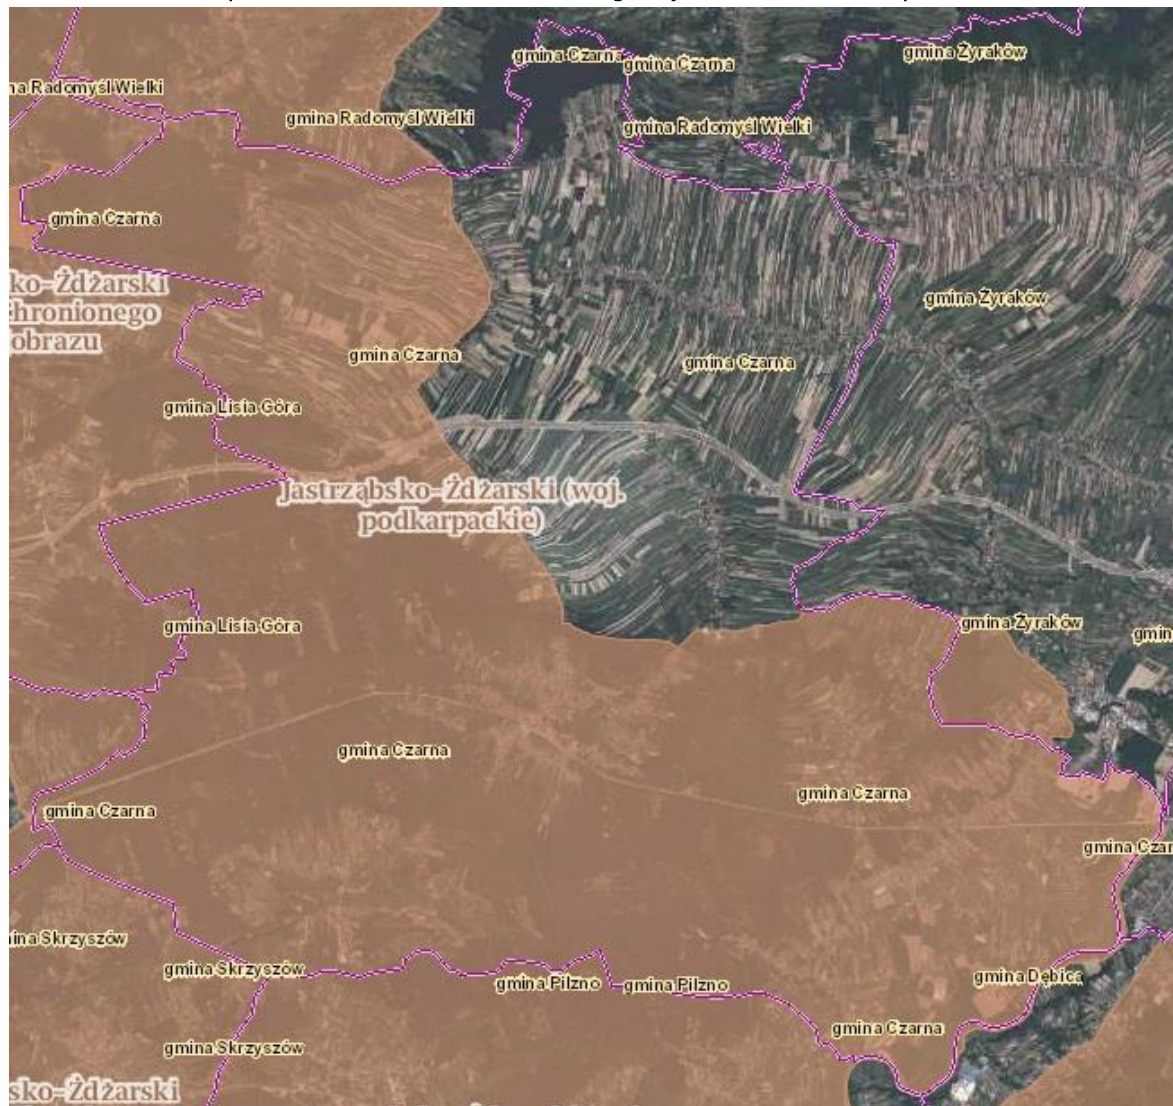 gmina Czarna
gmina Czarna
gmina Żyraków
na Radomyśl Wielki
gmina Radomyśl Wielki
gmina Radomyśl Wielki
gmina Czarna
sko-Żdżarski
chronionego
obrazu
gmina Żyraków
gmina Czarna
gmina Czarna
gmina Lisia Góra
Jastrząbsko-Żdżarski (woj.
podkarpackie)
gmina Lisia Góra
gmina Żyraków
gmin
gmina Czarna
gmina Czarna
gmina Czarna
gmina Czar
ina Skrzyszów
gmina Skrzyszów
gmina Pilzno
gmina Pilzno
gmina Dębica
gmina Czarna
gmina Skrzyszów
sko-Żdżarski